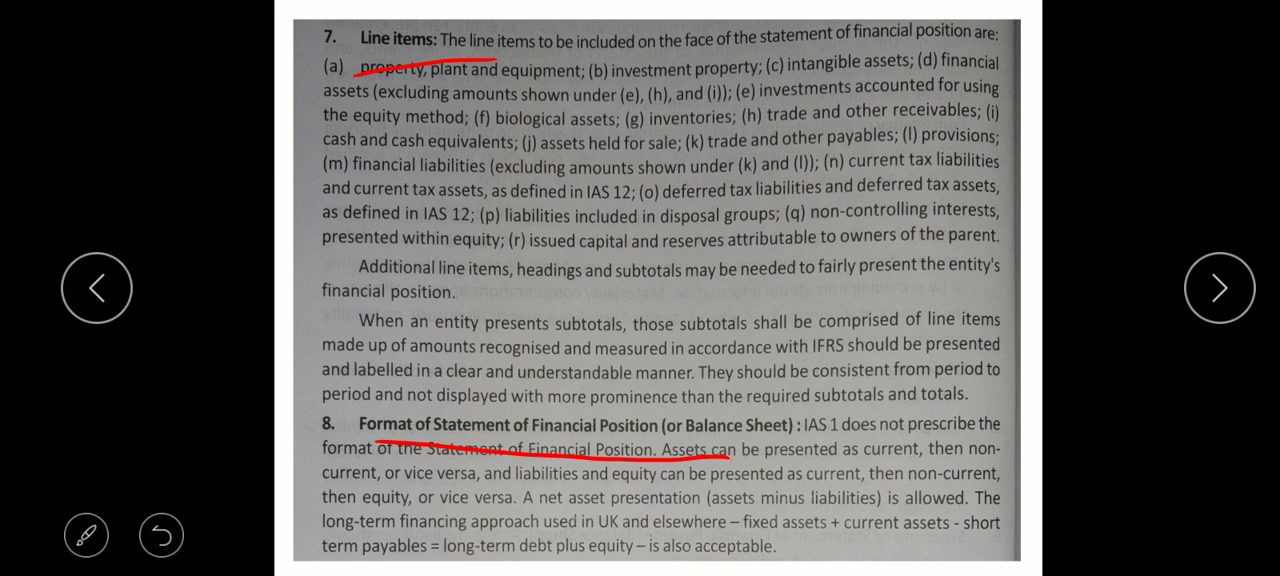 7. Line items: The line items to be included on the face of the statement of financial position are:
(a) property, plant and equipment; (b) investment property; (c) intangible assets; (d) financial
assets (excluding amounts shown under (e), (h), and (i)); (e) investments accounted for using
the equity method; (f) biological assets; (g) inventories; (h) trade and other receivables; (i)
cash and cash equivalents; (j) assets held for sale; (k) trade and other payables; (l) provisions;
(m) financial liabilities (excluding amounts shown under (k) and (l)); (n) current tax liabilities
and current tax assets, as defined in IAS 12; (o) deferred tax liabilities and deferred tax assets,
as defined in IAS 12; (p) liabilities included in disposal groups; (q) non-controlling interests,
presented within equity; (r) issued capital and reserves attributable to owners of the parent.
Additional line items, headings and subtotals may be needed to fairly present the entity's
financial position.
When an entity presents subtotals, those subtotals shall be comprised of line items
made up of amounts recognised and measured in accordance with IFRS should be presented
and labelled in a clear and understandable manner. They should be consistent from period to
period and not displayed with more prominence than the required subtotals and totals.
8. Format of Statement of Financial Position (or Balance Sheet) : IAS 1 does not prescribe the
format of the Statement of Financial Position. Assets can be presented as current, then non-
current, or vice versa, and liabilities and equity can be presented as current, then non-current,
then equity, or vice versa. A net asset presentation (assets minus liabilities) is allowed. The
long-term financing approach used in UK and elsewhere – fixed assets + current assets - short
term payables = long-term debt plus equity – is also acceptable.